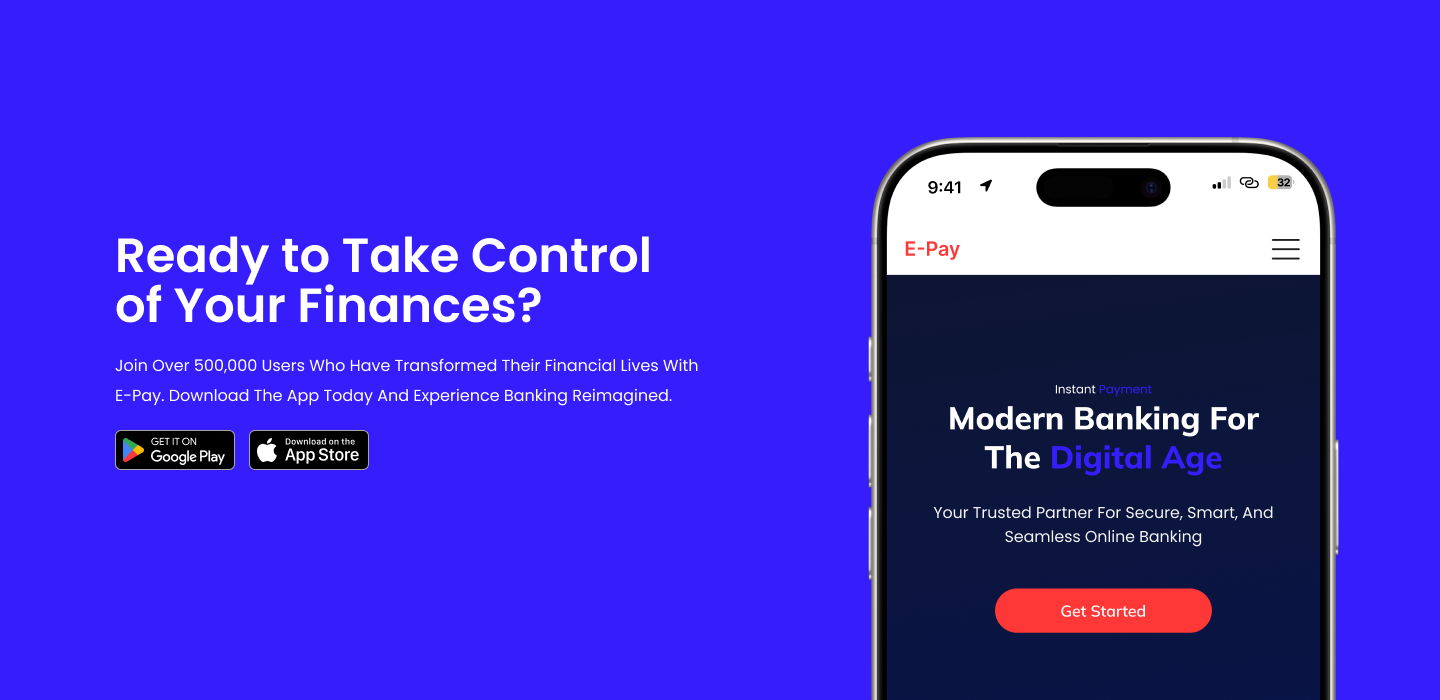 Ready to Take Control
of Your Finances?
Join Over 500,000 Users Who Have Transformed Their Financial Lives With
E-Pay. Download The App Today And Experience Banking Reimagined.
GET IT ON
Google Play
Download on the
App Store
9:41
32
E-Pay
Instant Payment
Modern Banking For
The Digital Age
Your Trusted Partner For Secure, Smart, And
Seamless Online Banking
Get Started